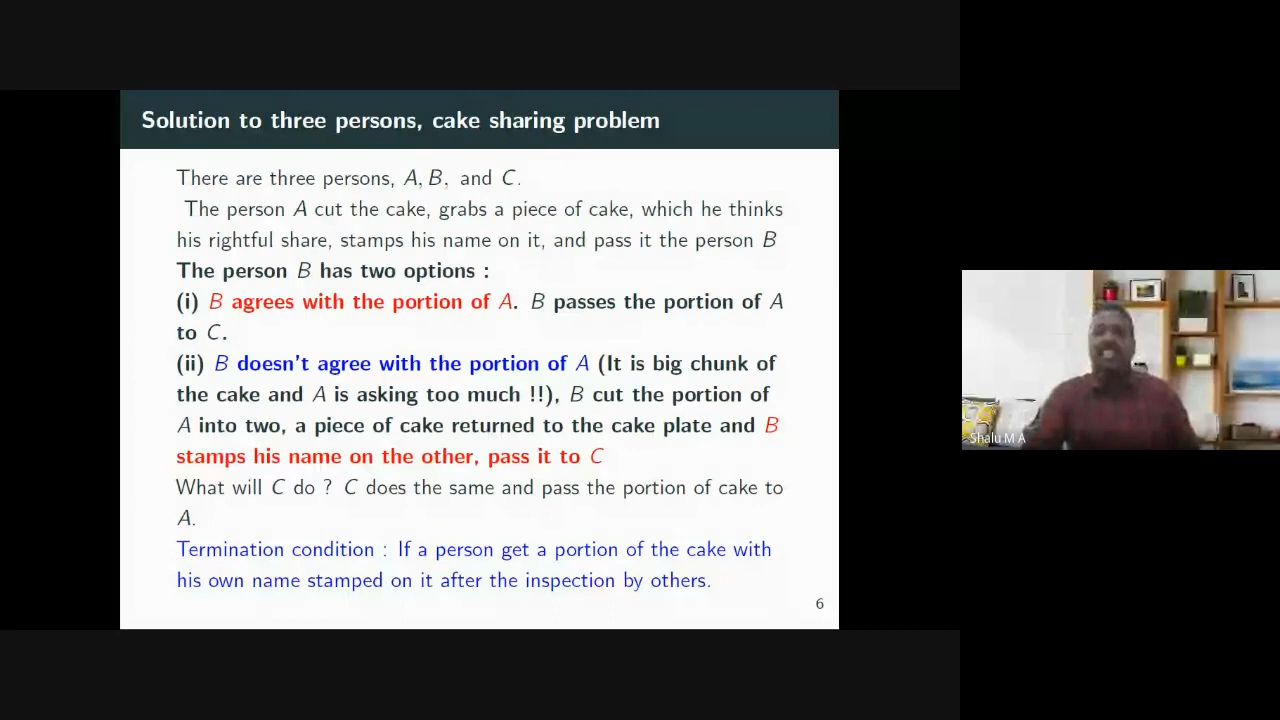 Solution to three persons, cake sharing problem
There are three persons, A, B, and C.
The person A cut the cake, grabs a piece of cake, which he thinks
his rightful share, stamps his name on it, and pass it the person B
The person B has two options :
(i) B agrees with the portion of A. B passes the portion of A
to C.
(ii) B doesn't agree with the portion of A (It is big chunk of
the cake and A is asking too much !!), B cut the portion of
A into two, a piece of cake returned to the cake plate and B
stamps his name on the other, pass it to C
What will C do ? C does the same and pass the portion of cake to
A.
Termination condition : If a person get a portion of the cake with
his own name stamped on it after the inspection by others.
6
Shalu M A